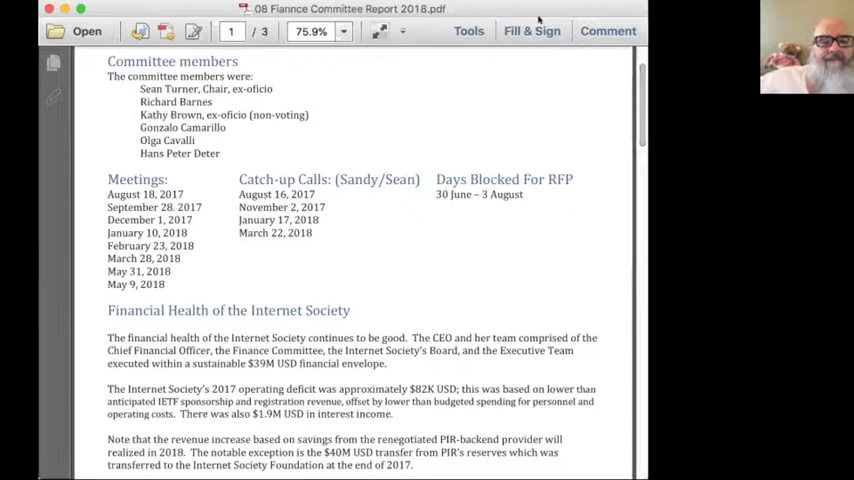 08 Fiannce Committee Report 2018.pdf
Open
1 / 3
75.9%
Tools
Fill & Sign
Comment
Committee members
The committee members were:
Sean Turner, Chair, ex-oficio
Richard Barnes
Kathy Brown, ex-oficio (non-voting)
Gonzalo Camarillo
Olga Cavalli
Hans Peter Deter
Meetings:
August 18, 2017
September 28. 2017
December 1, 2017
January 10, 2018
February 23, 2018
March 28, 2018
May 31, 2018
May 9, 2018
Catch-up Calls: (Sandy/Sean)
August 16, 2017
November 2, 2017
January 17, 2018
March 22, 2018
Days Blocked For RFP
30 June – 3 August
Financial Health of the Internet Society
The financial health of the Internet Society continues to be good. The CEO and her team comprised of the
Chief Financial Officer, the Finance Committee, the Internet Society's Board, and the Executive Team
executed within a sustainable $39M USD financial envelope.
The Internet Society's 2017 operating deficit was approximately $82K USD; this was based on lower than
anticipated IETF sponsorship and registration revenue, offset by lower than budgeted spending for personnel and
operating costs. There was also $1.9M USD in interest income.
Note that the revenue increase based on savings from the renegotiated PIR-backend provider will
realized in 2018. The notable exception is the $40M USD transfer from PIR's reserves which was
transferred to the Internet Society Foundation at the end of 2017.